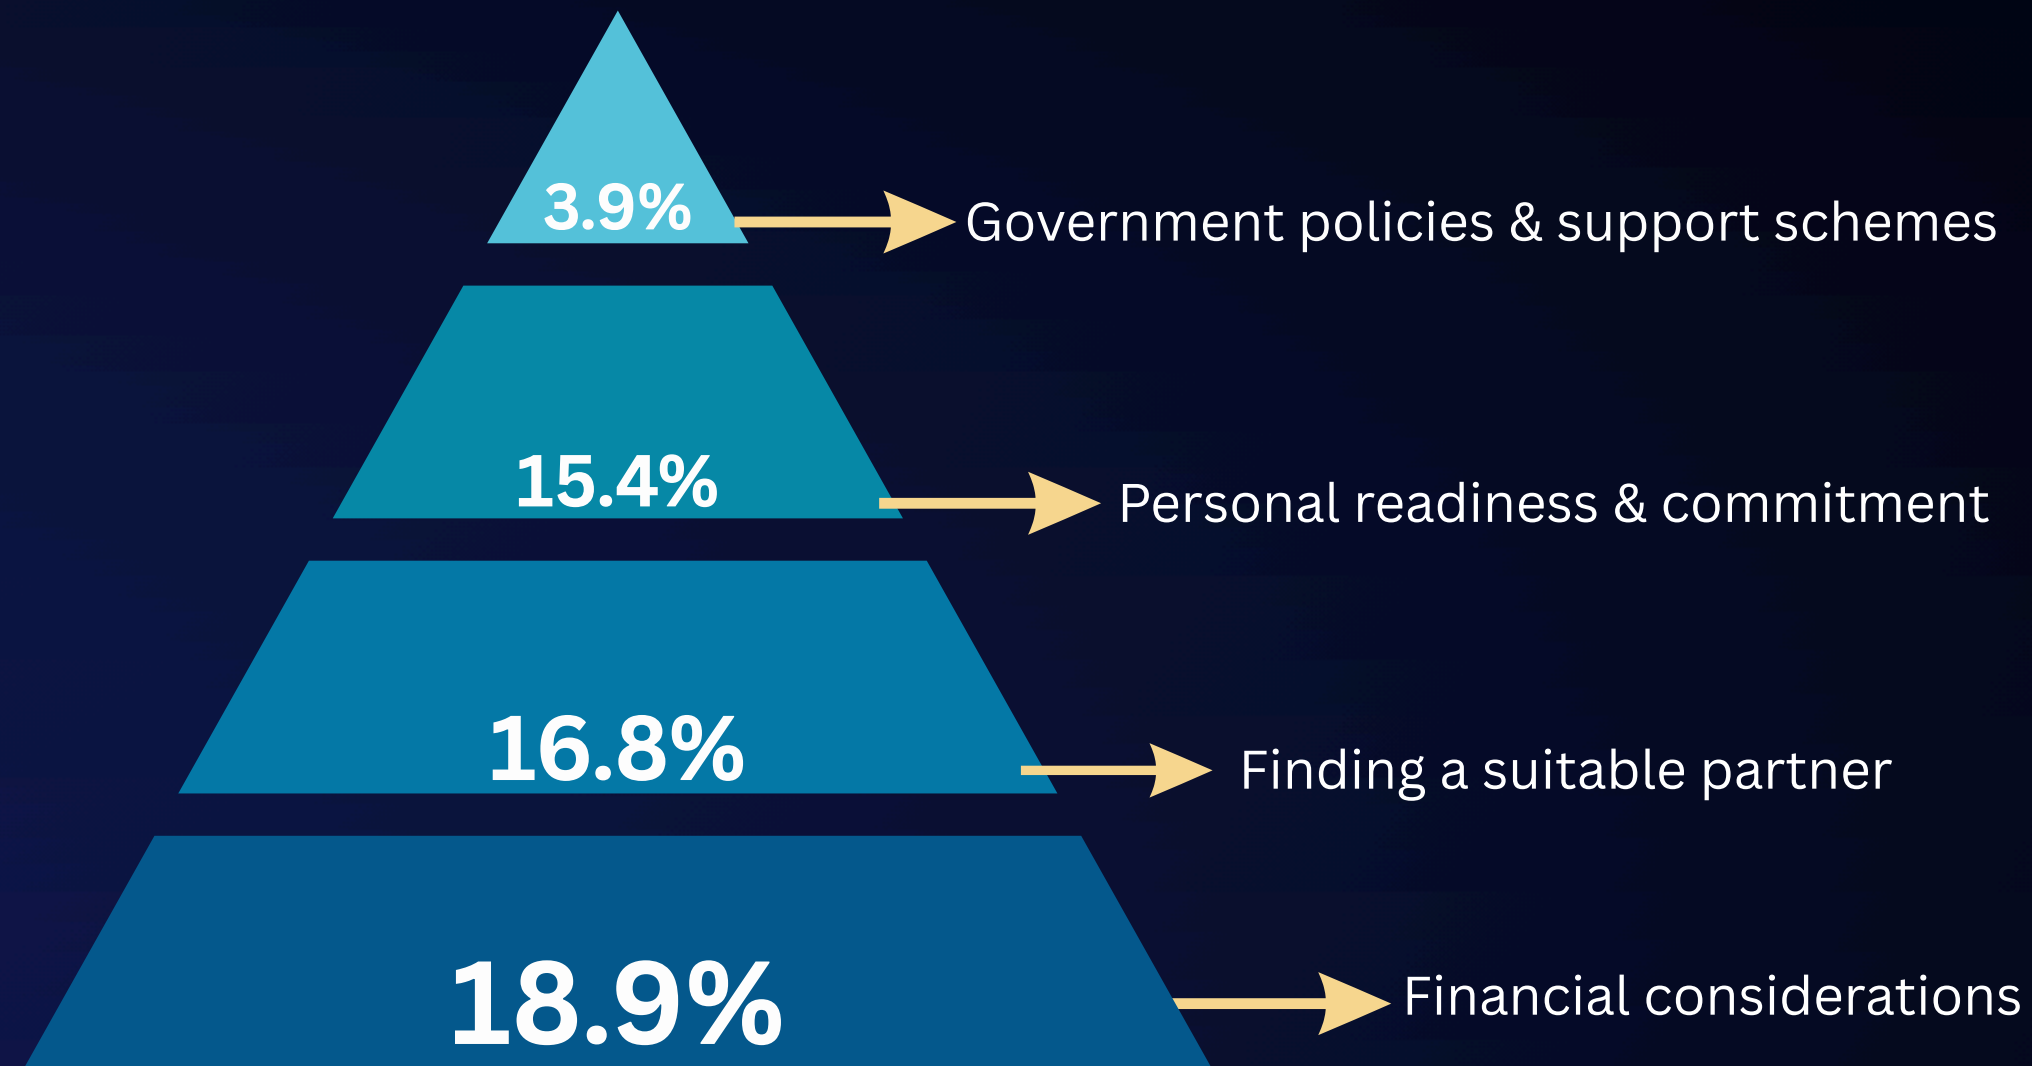 3.9%
Government policies & support schemes
15.4%
Personal readiness & commitment
16.8%
Finding a suitable partner
18.9%
Financial considerations